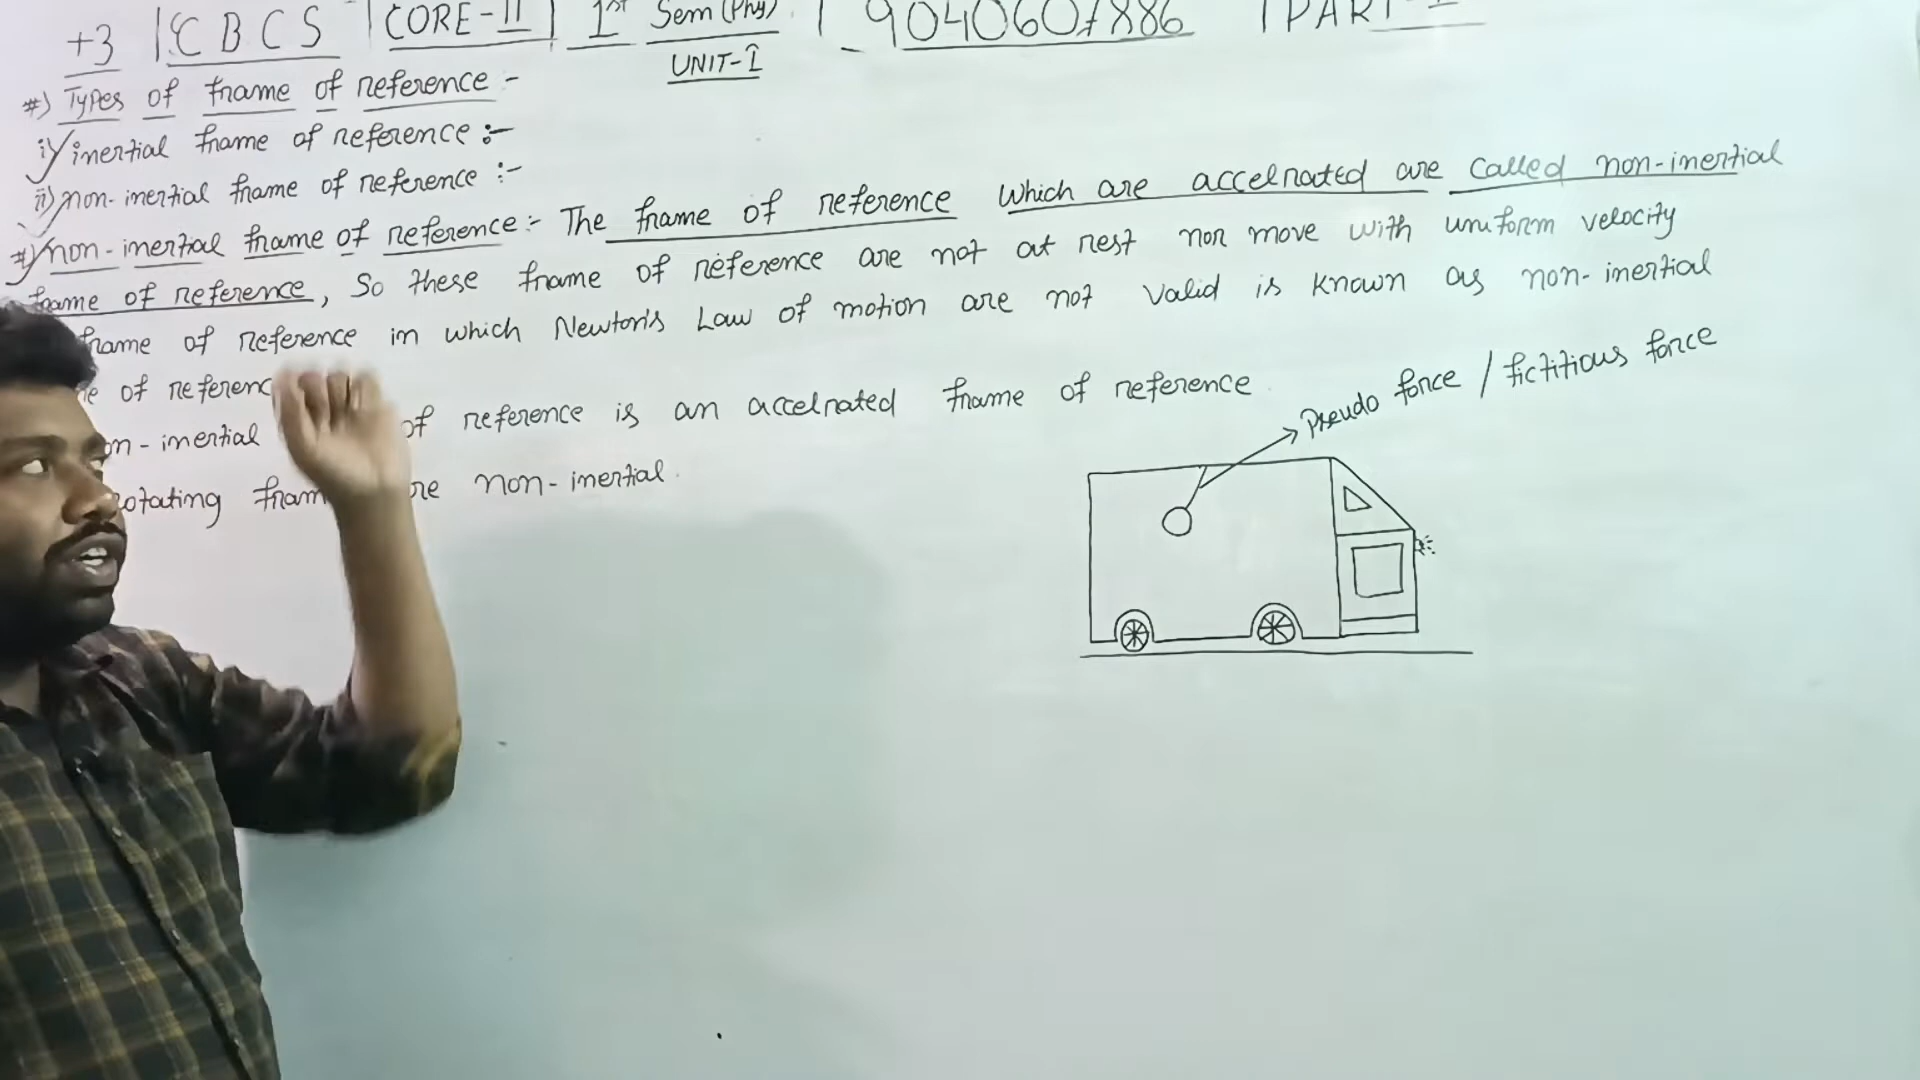 +3 | CBCS | CORE-II | 1st Sem (Phy) | 9040607886 | PART-
UNIT-I
#) Types of frame of reference :-
i) inertial frame of reference :-
ii) non-inertial frame of reference :-
#) non-inertial frame of reference :- The frame of reference which are accelrated are called non-inertial
frame of reference, So these frame of reference are not at rest nor move with uniform velocity
frame of reference in which Newton's Law of motion are not valid is known as non-inertial
of referenc
inertial of reference is an accelrated frame of reference
non-inertial.
Pseudo force / fictitious force